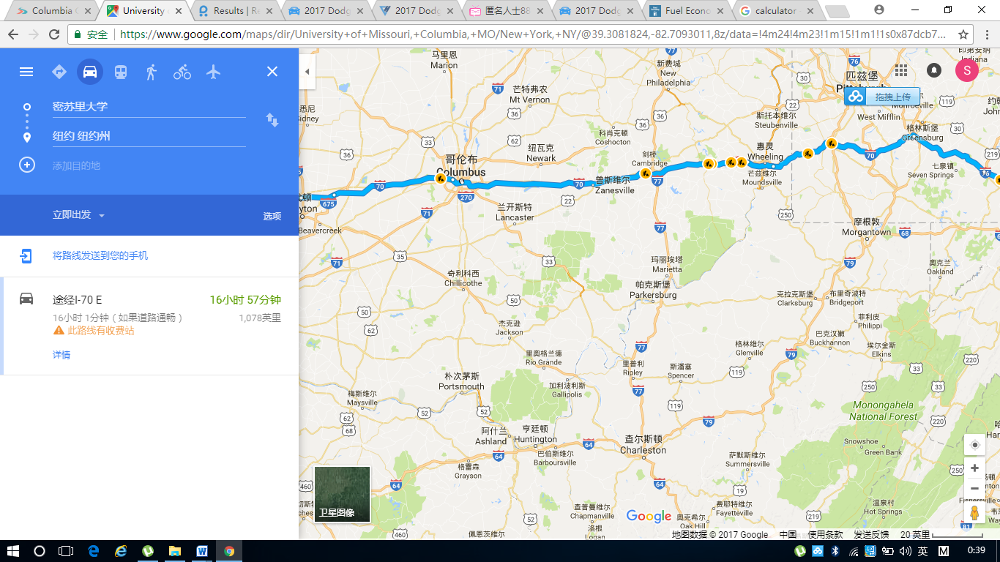 Columbia C
University
Results | Re
2017 Dodg
2017 Dodg
匿名人士88
2017 Dodg
Fuel Econo
calculator
安全
https://www.google.com/maps/dir/University+of+Missouri,+Columbia,+MO/New+York,+NY/@39.3081824,-82.7093011,8z/data=!4m24!4m23!1m15!1m1!1s0x87dcb7...
密苏里大学
纽约 纽约州
添加目的地
立即出发
选项
将路线发送到您的手机
途经I-70 E
16小时 57分钟
16小时 1分钟（如果道路通畅）
1,078英里
此路线有收费站
详情
卫星图像
S
拖拽上传
马里恩
Marion
新费城
New
Philadelphia
匹兹堡
Pittsburgh
Indiana
芒特弗农
Mt Vernon
斯托本维尔
Steubenville
West Mifflin
Monroeville
格林斯堡
Greensburg
悉尼
Sidney
科肖克顿
Coshocton
纽瓦克
Newark
剑桥
Cambridge
惠灵
Wheeling
芒兹维尔
Moundsville
七泉镇
Seven Springs
哥伦布
Columbus
曾斯维尔
Zanesville
兰开斯特
Lancaster
Beavercreek
摩根敦
Morgantown
玛丽埃塔
Marietta
奥克兰
Oakland
奇利科西
Chillicothe
帕克斯堡
Parkersburg
克拉克斯堡
Clarksburg
布里奇波特
Bridgeport
菲利皮
Philippi
杰克逊
Jackson
巴克汉嫩
Buckhannon
格林维尔
Glenville
埃尔金斯
Elkins
里奥格兰德
Rio Grande
里普利
Ripley
斯潘塞
Spencer
朴次茅斯
Portsmouth
加利波利斯
Gallipolis
梅斯维尔
Maysville
Monongahela
National Forest
阿什兰
Ashland
亨廷顿
Huntington
巴伯斯维尔
Barboursville
查尔斯顿
Charleston
Snowshoe
Green Bank
萨默斯维尔
Summersville
格雷森
Grayson
查普曼维尔
Chapmanville
费耶特维尔
Fayetteville
奥克希尔
Oak Hill
温泉村
Hot Springs
洛根
Logan
佩恩茨维尔
Google
地图数据 © 2017 Google
中国
使用条款
发送反馈
20 英里
英
M
0:39